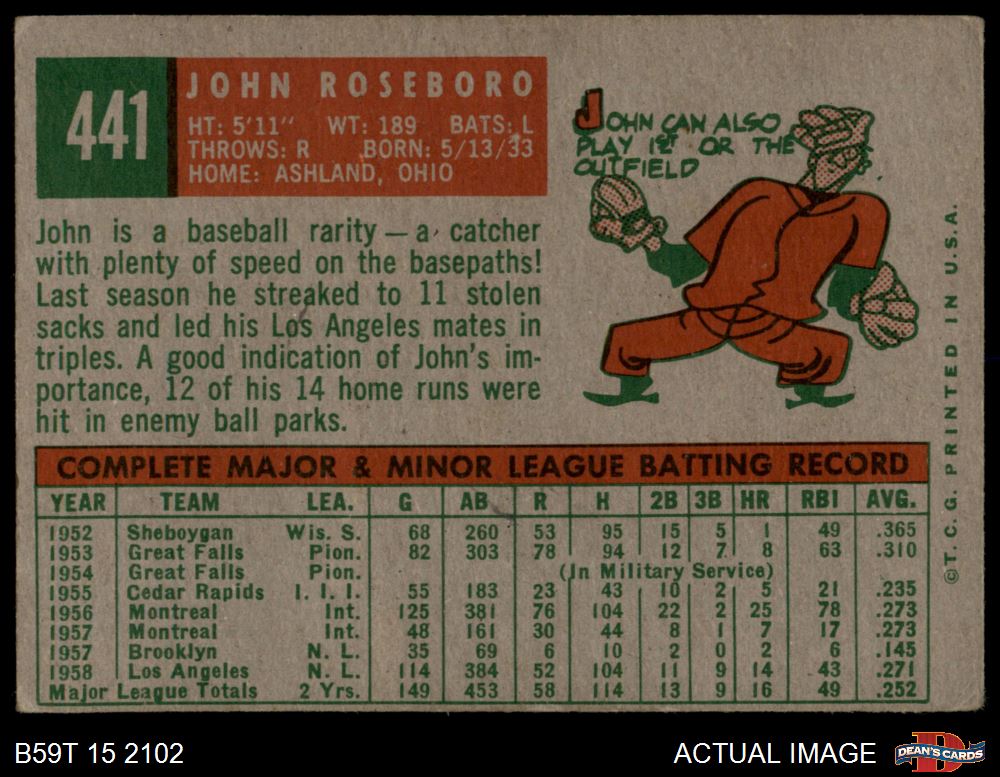 441
JOHN ROSEBORO
HT: 5'11" WT: 189 BATS: L
THROWS: R BORN: 5/13/33
HOME: ASHLAND, OHIO
JOHN CAN ALSO
PLAY 1ST OR THE
OUTFIELD
John is a baseball rarity — a catcher
with plenty of speed on the basepaths!
Last season he streaked to 11 stolen
sacks and led his Los Angeles mates in
triples. A good indication of John's im-
portance, 12 of his 14 home runs were
hit in enemy ball parks.
COMPLETE MAJOR & MINOR LEAGUE BATTING RECORD
YEAR TEAM LEA. G AB R H 2B 3B HR RBI AVG.
1952 Sheboygan Wis. S. 68 260 53 95 15 5 1 49 .365
1953 Great Falls Pion. 82 303 78 94 12 7 8 63 .310
1954 Great Falls Pion. (In Military Service)
1955 Cedar Rapids I. I. I. 55 183 23 43 10 2 5 21 .235
1956 Montreal Int. 125 381 76 104 22 2 25 78 .273
1957 Montreal Int. 48 161 30 44 8 1 7 17 .273
1957 Brooklyn N. L. 35 69 6 10 2 0 2 6 .145
1958 Los Angeles N. L. 114 384 52 104 11 9 14 43 .271
Major League Totals 2 Yrs. 149 453 58 114 13 9 16 49 .252
©T. C. G. PRINTED IN U.S.A.
B59T 15 2102
ACTUAL IMAGE
D
DEAN'S CARDS